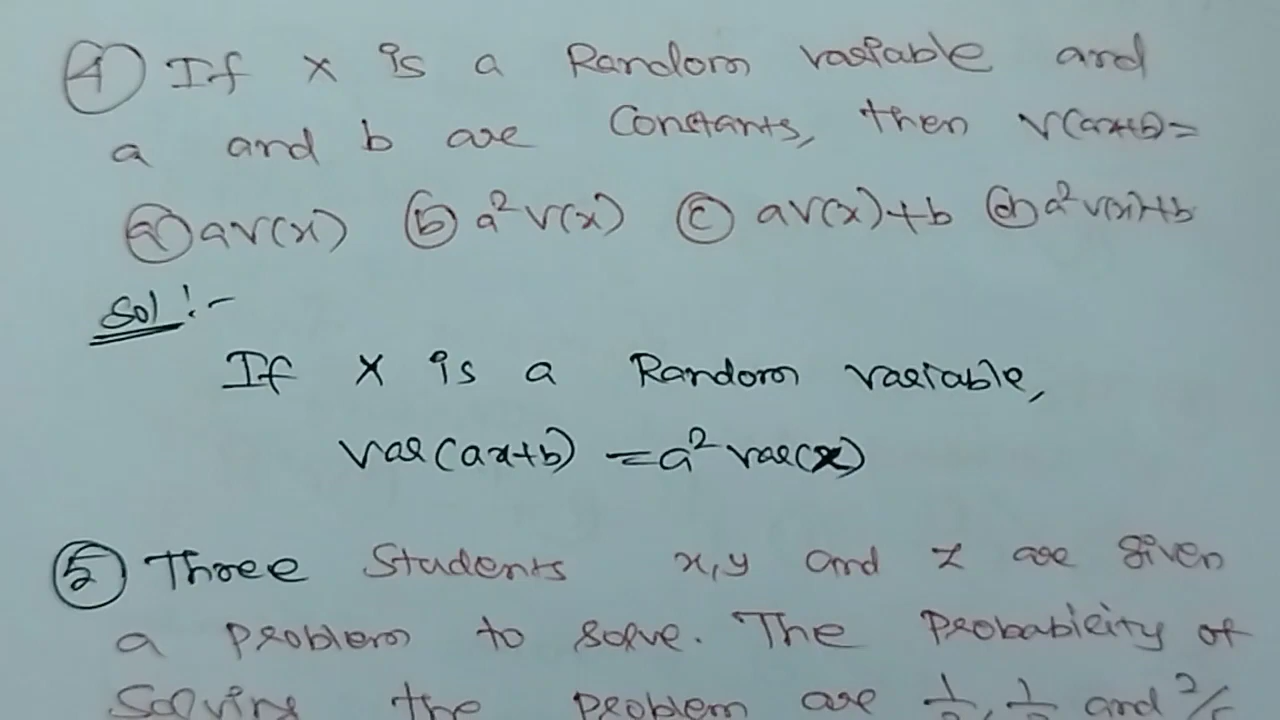 ④ If x is a Random variable and
a and b are Constants, then V(ax+b)=
ⓐ aV(x) ⓑ a²V(x) ⓒ aV(x)+b ⓓ a²V(x)+b
Sol :-
If X is a Random variable,
Var(ax+b) = a² Var(X)
⑤ Three Students x, y and z are given
a problem to solve. The Probability of
Solving the problem are and